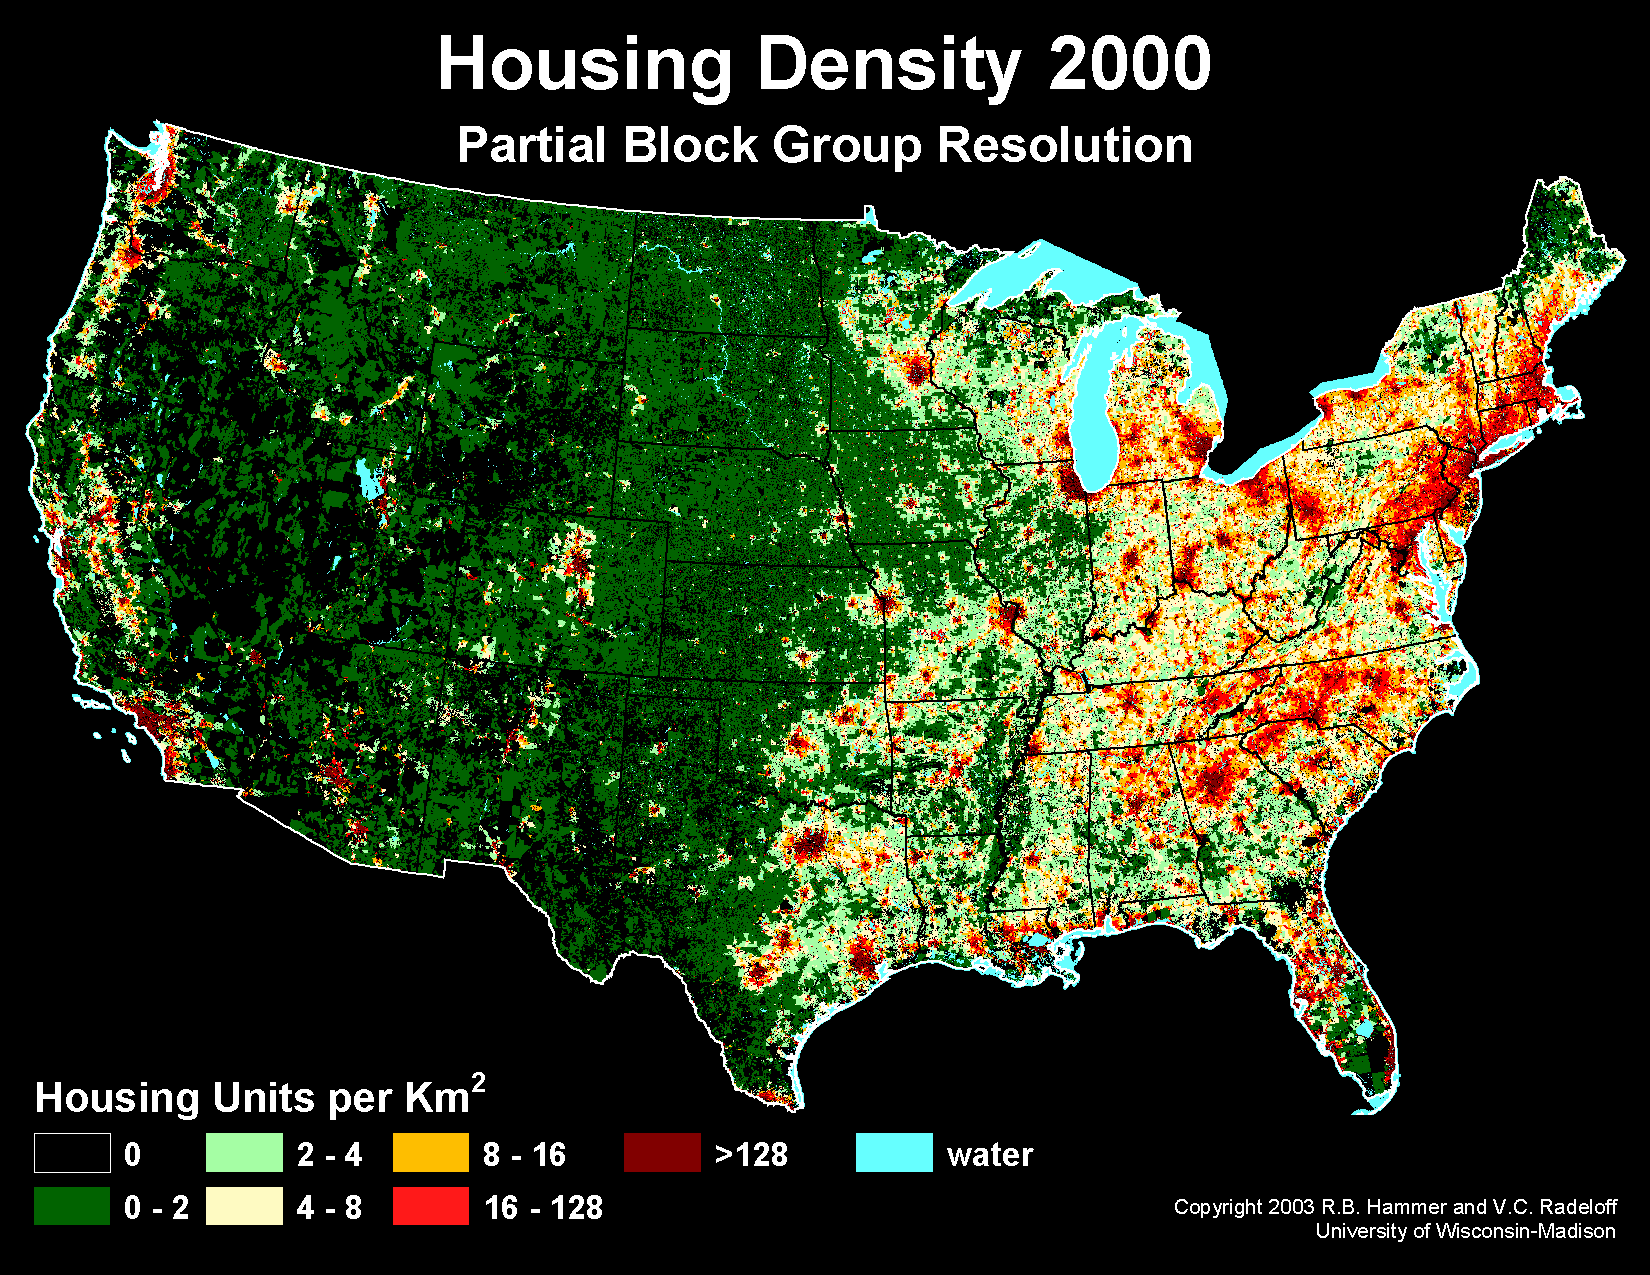 Housing Density 2000
Partial Block Group Resolution
Housing Units per Km²
0
2 - 4
8 - 16
>128
water
0 - 2
4 - 8
16 - 128
Copyright 2003 R.B. Hammer and V.C. Radeloff
University of Wisconsin-Madison